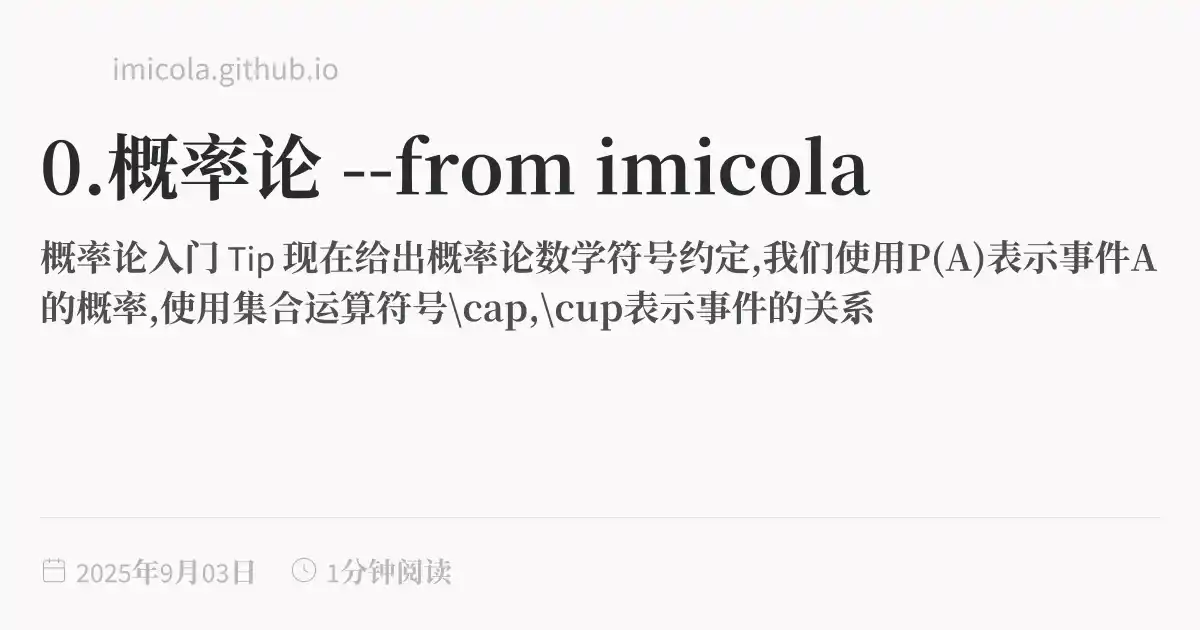 imicola.github.io
0.概率论 --from imicola
概率论入门 Tip 现在给出概率论数学符号约定,我们使用P(A)表示事件A
的概率,使用集合运算符号\cap,\cup表示事件的关系
2025年9月03日 1分钟阅读